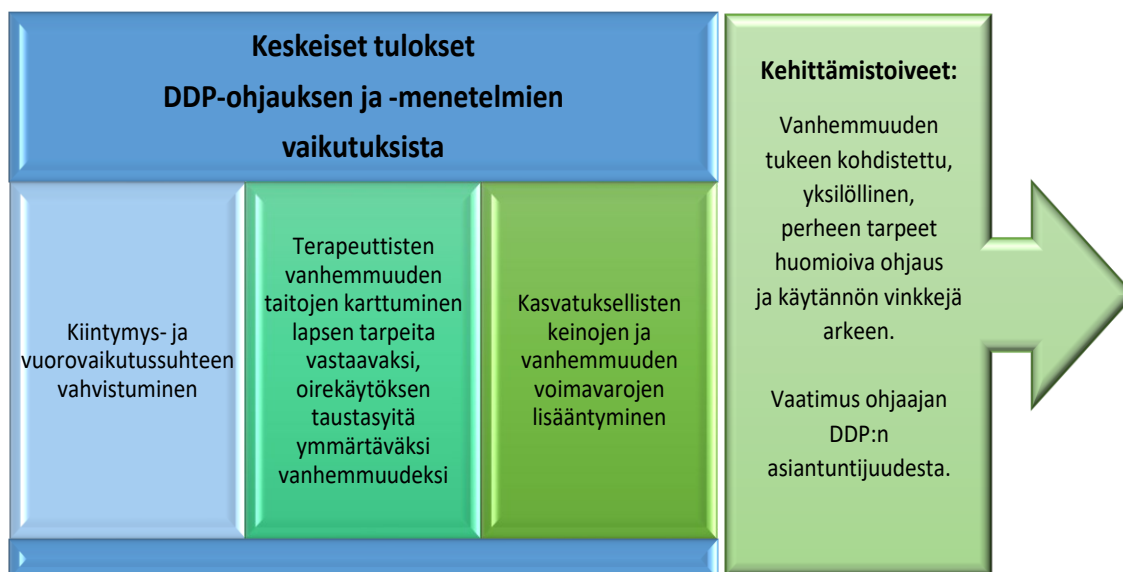 Keskeiset tulokset
DDP-ohjauksen ja -menetelmien
vaikutuksista
Kiintymys- ja
vuorovaikutussuhteen
vahvistuminen
Terapeuttisten
vanhemmuuden
taitojen karttuminen
lapsen tarpeita
vastaavaksi,
oirekäytöksen
taustasyitä
ymmärtäväksi
vanhemmuudeksi
Kasvatuksellisten
keinojen ja
vanhemmuuden
voimavarojen
lisääntyminen
Kehittämistoiveet:
Vanhemmuuden
tukeen kohdistettu,
yksilöllinen,
perheen tarpeet
huomioiva ohjaus
ja käytännön vinkkejä
arkeen.
Vaatimus ohjaajan
DDP:n
asiantuntijuudesta.